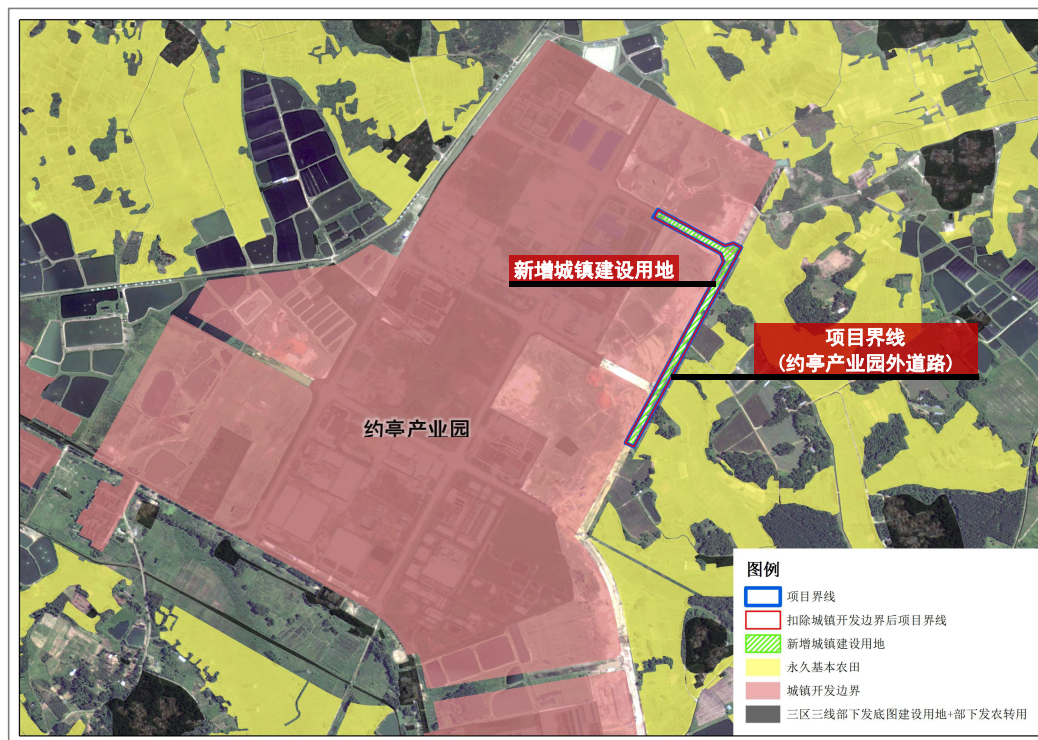 新增城镇建设用地
项目界线
(约亭产业园外道路)
约亭产业园
图例
项目界线
扣除城镇开发边界后项目界线
新增城镇建设用地
永久基本农田
城镇开发边界
三区三线部下发底图建设用地+部下发农转用